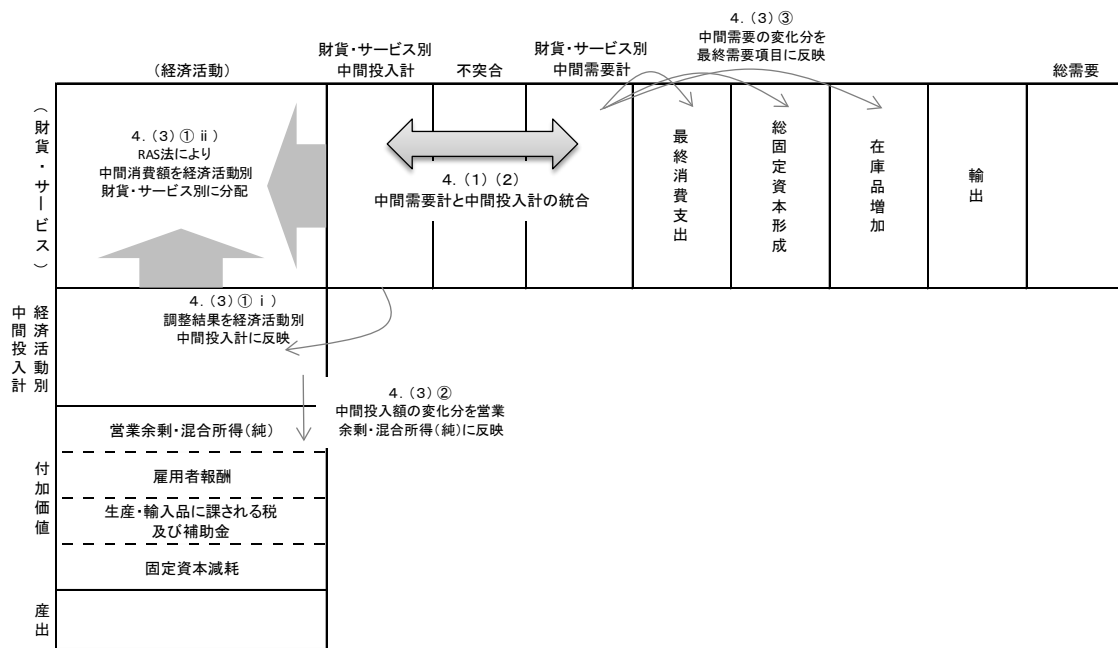 4．(3)③
中間需要の変化分を
最終需要項目に反映
（経済活動）
財貨・サービス別
中間投入計
不突合
財貨・サービス別
中間需要計
総需要
（財貨・サービス）
4．(3)①ⅱ）
RAS法により
中間消費額を経済活動別
財貨・サービス別に分配
4．(1)(2)
中間需要計と中間投入計の統合
最終消費支出
総固定資本形成
在庫品増加
輸出
経済活動別
中間投入計
4．(3)①ⅰ）
調整結果を経済活動別
中間投入計に反映
4．(3)②
中間投入額の変化分を営業
余剰・混合所得（純）に反映
付加価値
営業余剰・混合所得（純）
雇用者報酬
生産・輸入品に課される税
及び補助金
固定資本減耗
産出